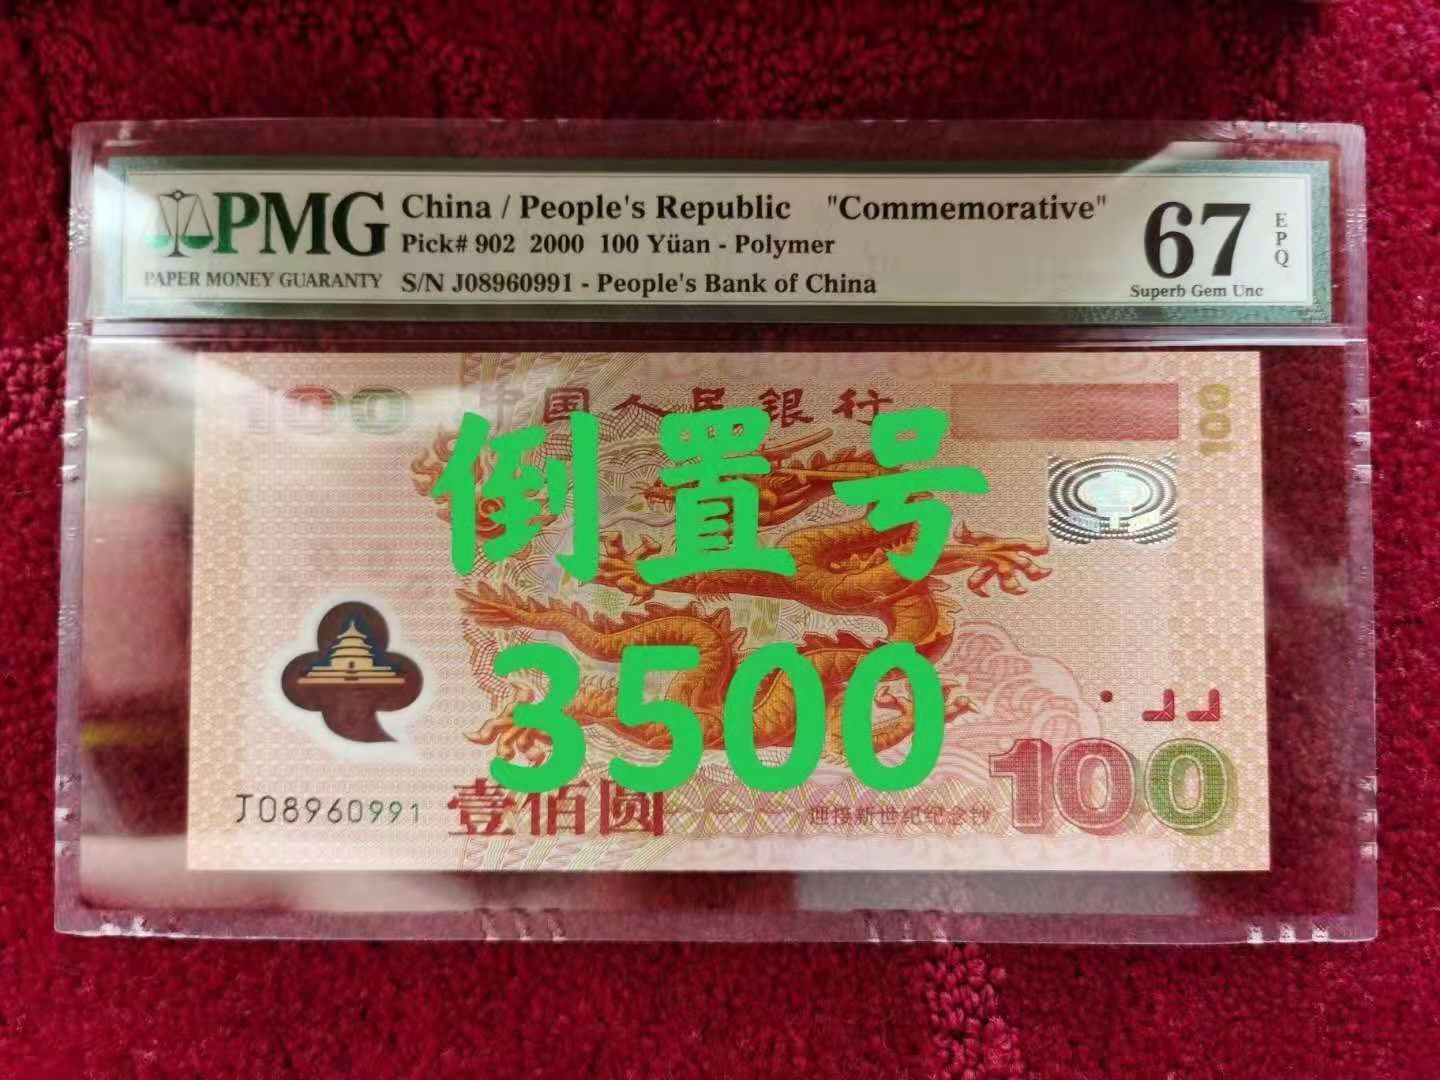 PMG
PAPER MONEY GUARANTY
China / People's Republic "Commemorative"
Pick# 902 2000 100 Yüan - Polymer
S/N J08960991 - People's Bank of China
67
EPQ
Superb Gem Unc
100
中国人民银行
100
倒置号
3500
J08960991
壹佰圆
迎接新世纪纪念钞
100